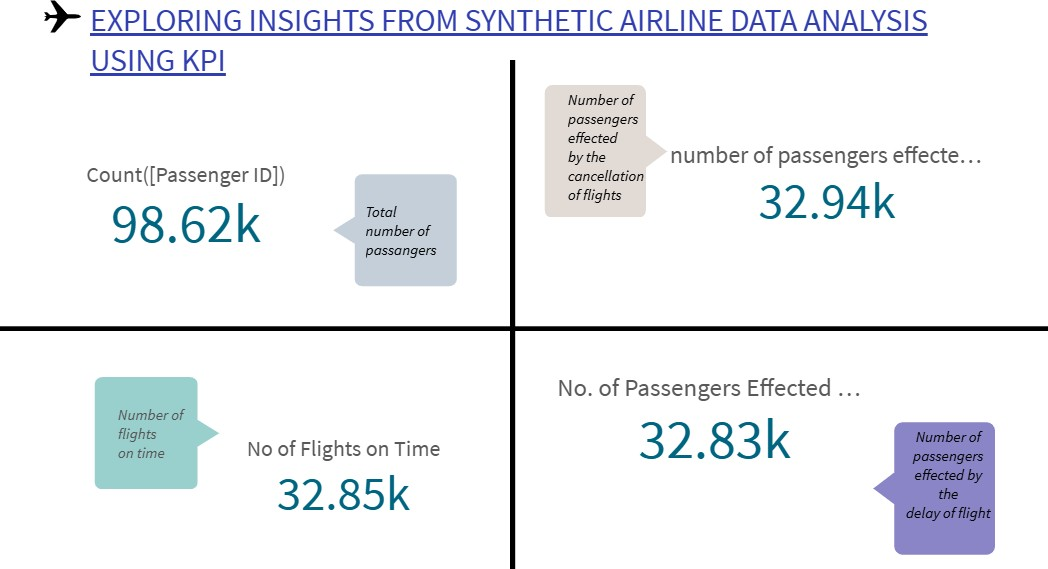 EXPLORING INSIGHTS FROM SYNTHETIC AIRLINE DATA ANALYSIS
USING KPI
Count([Passenger ID])
98.62k
Total
number of
passangers
Number of
passengers
effected
by the
cancellation
of flights
number of passengers effecte…
32.94k
Number of
flights
on time
No of Flights on Time
32.85k
No. of Passengers Effected …
32.83k
Number of
passengers
effected by
the
delay of flight